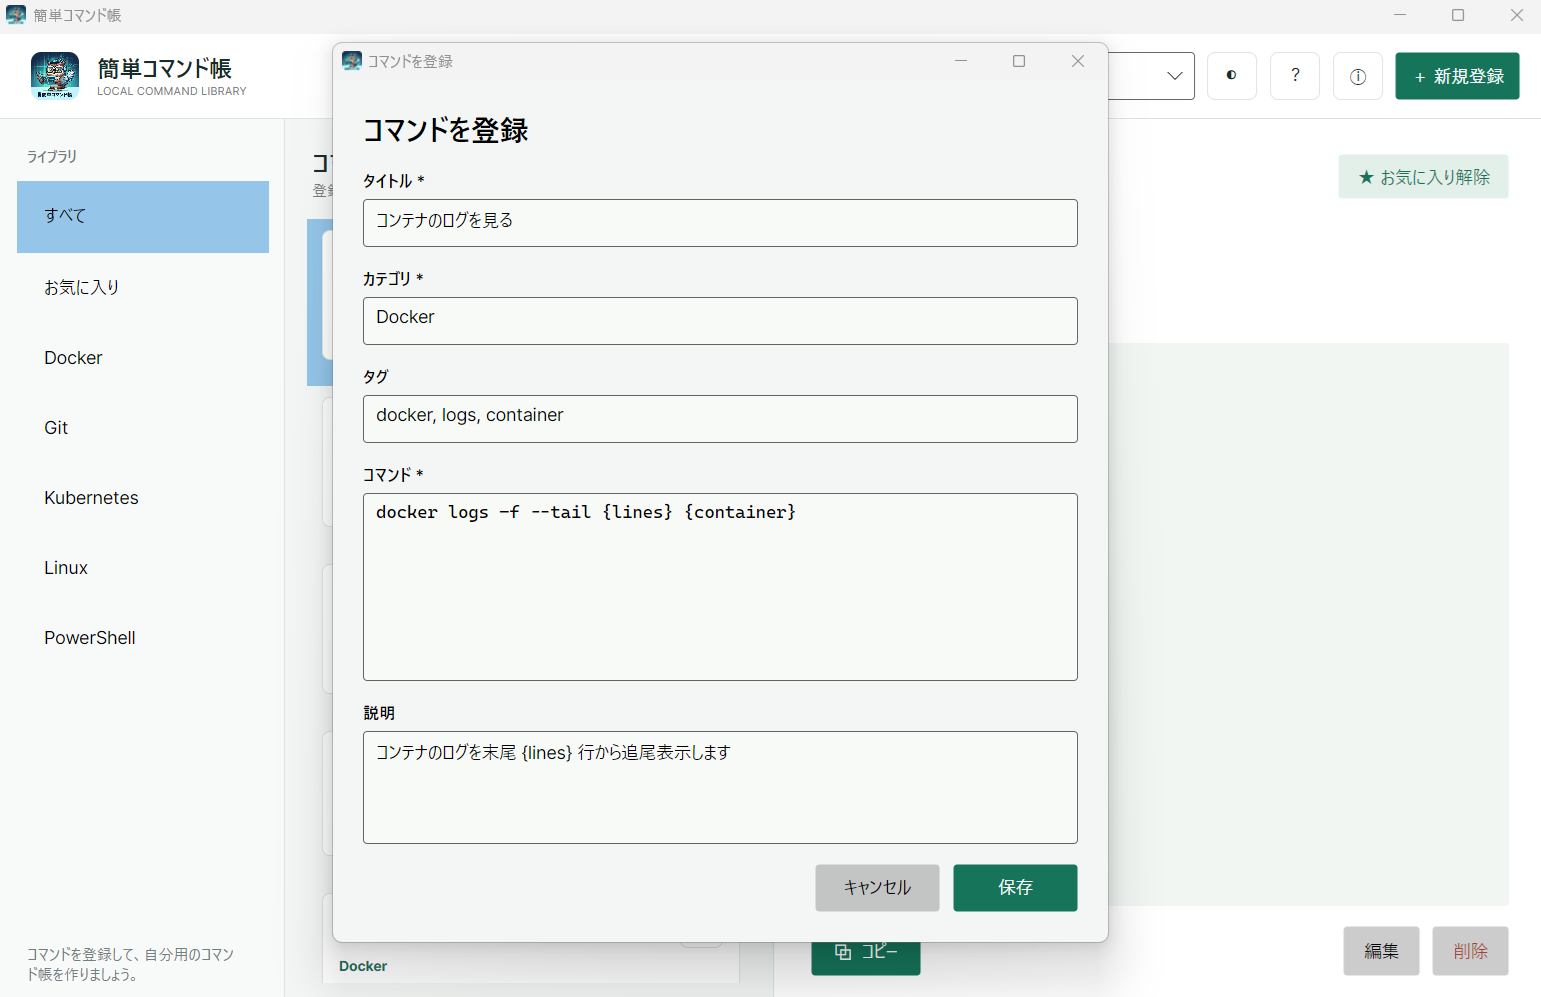 簡単コマンド帳
簡単コマンド帳
LOCAL COMMAND LIBRARY
?
+ 新規登録
ライブラリ
すべて
お気に入り
Docker
Git
Kubernetes
Linux
PowerShell
コマンドを登録して、自分用のコマン
ド帳を作りましょう。
コマンドを登録
コマンドを登録
タイトル *
コンテナのログを見る
カテゴリ *
Docker
タグ
docker, logs, container
コマンド *
docker logs -f --tail {lines} {container}
説明
コンテナのログを末尾 {lines} 行から追尾表示します
キャンセル
保存
★ お気に入り解除
Docker
コピー
編集
削除